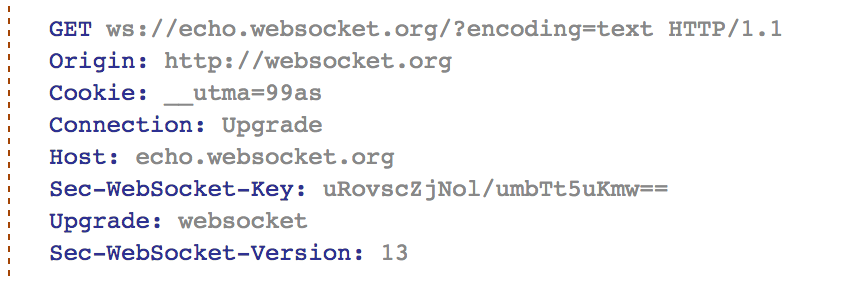 GET ws://echo.websocket.org/?encoding=text HTTP/1.1
Origin: http://websocket.org
Cookie: __utma=99as
Connection: Upgrade
Host: echo.websocket.org
Sec-WebSocket-Key: uRovscZjNol/umbTt5uKmw==
Upgrade: websocket
Sec-WebSocket-Version: 13